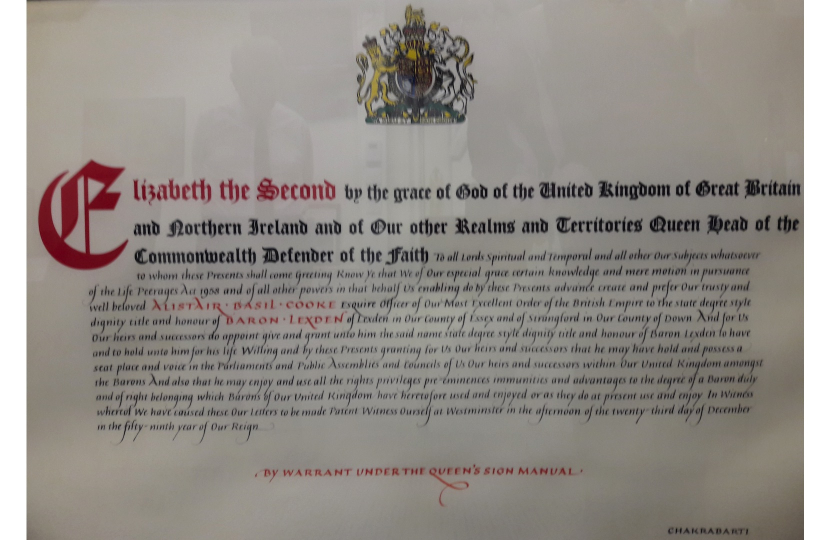 Elizabeth the Second by the grace of God of the United Kingdom of Great Britain
and Northern Ireland and of Our other Realms and Territories Queen Head of the
Commonwealth Defender of the Faith To all Lords Spiritual and Temporal and all other Our Subjects whatsoever
to whom these Presents shall come Greeting Know Ye that We of Our especial grace certain knowledge and mere motion in pursuance
of the Life Peerages Act 1958 and of all other powers in that behalf Us enabling do by these Presents advance create and prefer Our trusty and
well beloved ALISTAIR · BASIL · COOKE Esquire Officer of Our Most Excellent Order of the British Empire to the state degree style
dignity title and honour of BARON · LEXDEN of Lexden in Our County of Essex and of Strangford in Our County of Down And for Us
Our heirs and successors do appoint give and grant unto him the said name state degree style dignity title and honour of Baron Lexden to have
and to hold unto him for his life Willing and by these Presents granting for Us Our heirs and successors that he may have hold and possess a
seat place and voice in the Parliaments and Public Assemblies and Councils of Us Our heirs and successors within Our United Kingdom amongst
the Barons And also that he may enjoy and use all the rights privileges pre-eminences immunities and advantages to the degree of a Baron duly
and of right belonging which Barons of Our United Kingdom have heretofore used and enjoyed or as they do at present use and enjoy In Witness
whereof We have caused these Our Letters to be made Patent Witness Ourself at Westminster in the afternoon of the twenty-third day of December
in the fifty-ninth year of Our Reign
· BY WARRANT UNDER THE QUEEN'S SIGN MANUAL ·
CHAKRABARTI